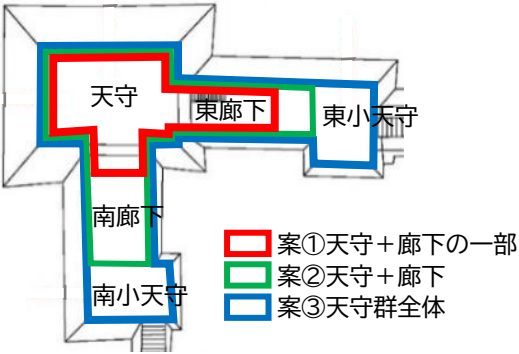 天守
東廊下
東小天守
南廊下
南小天守
案①天守＋廊下の一部
案②天守＋廊下
案③天守群全体